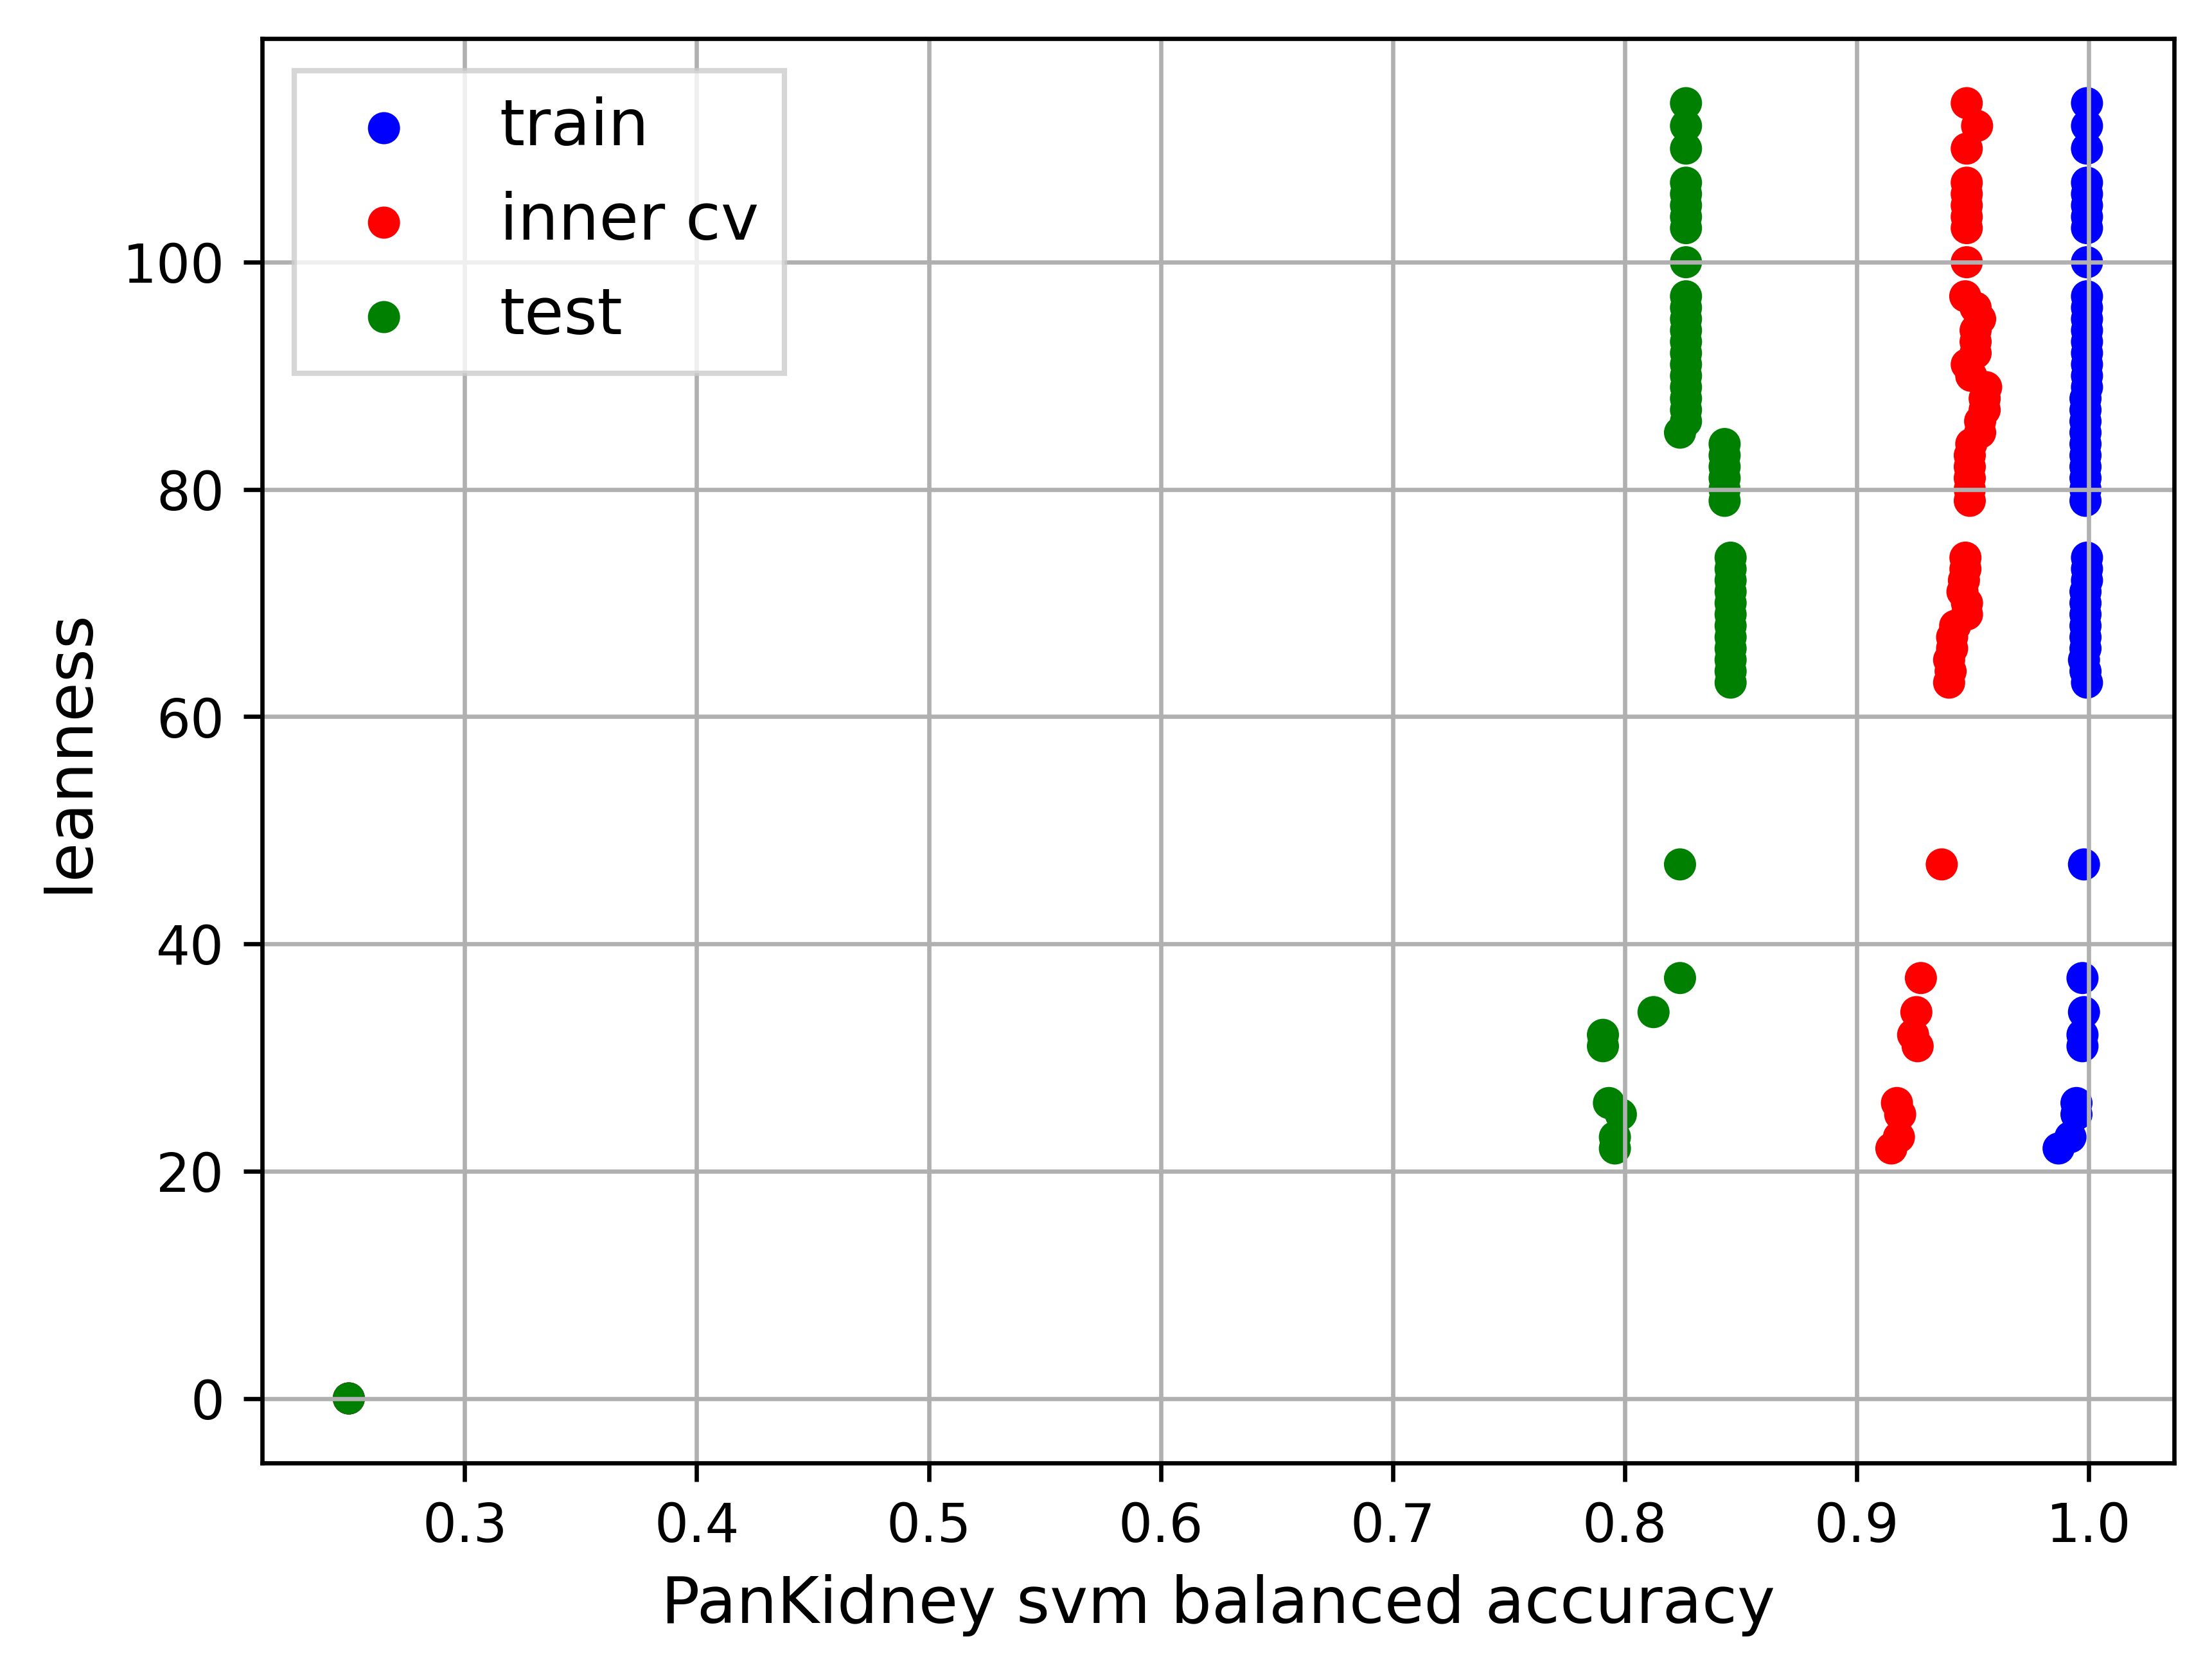 train
inner cv
test
leanness
100
80
60
40
20
0
0.3 0.4 0.5 0.6 0.7 0.8 0.9 1.0
PanKidney svm balanced accuracy